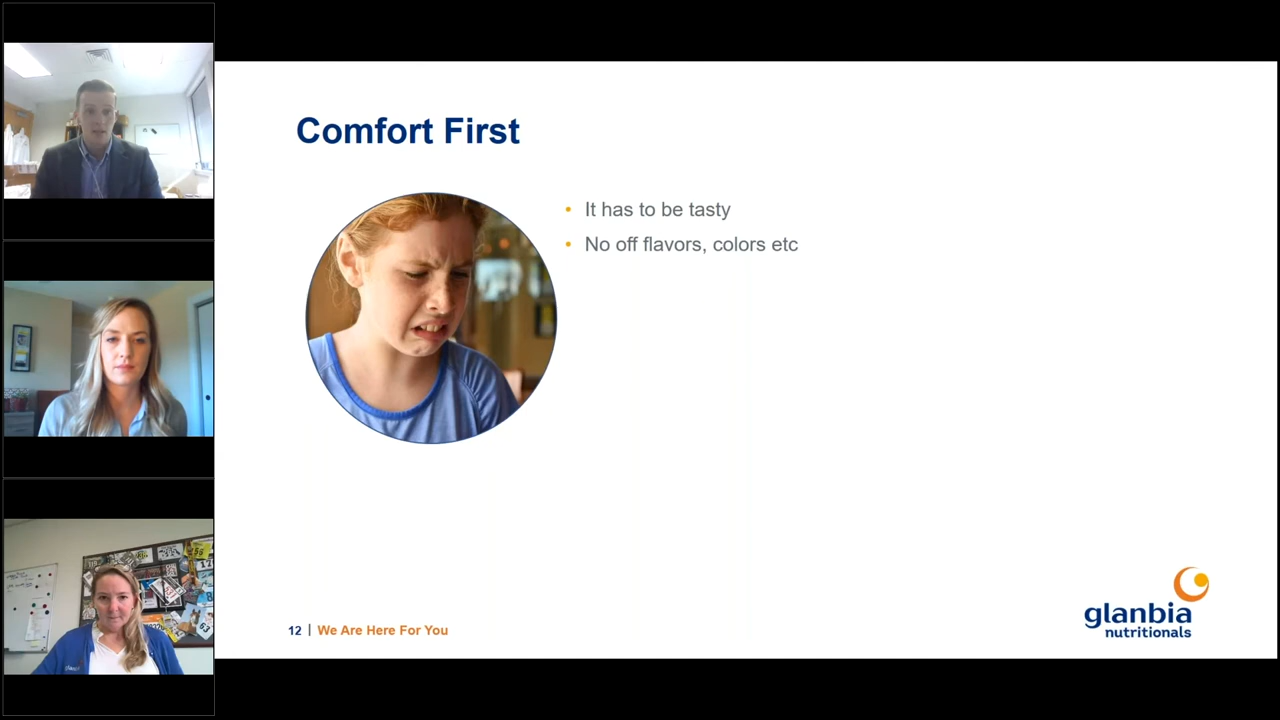 Comfort First
• It has to be tasty
• No off flavors, colors etc
12 | We Are Here For You
glanbia
nutritionals